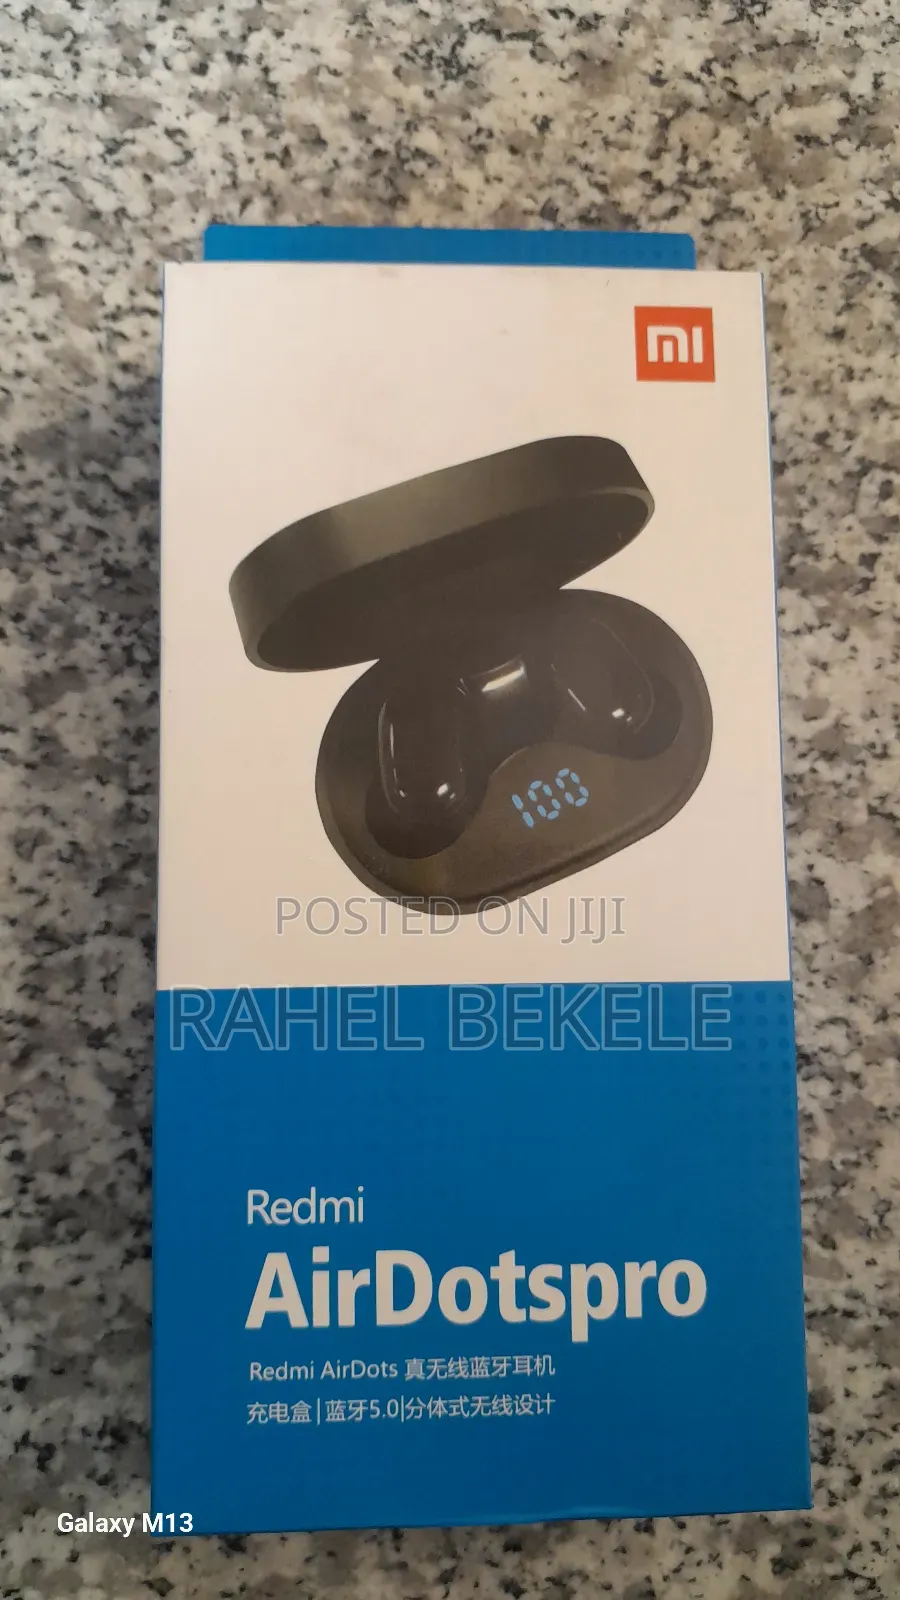 mi
100
POSTED ON JIJI
RAHEL BEKELE
Redmi
AirDotspro
Redmi AirDots 真无线蓝牙耳机
充电盒|蓝牙5.0|分体式无线设计
Galaxy M13